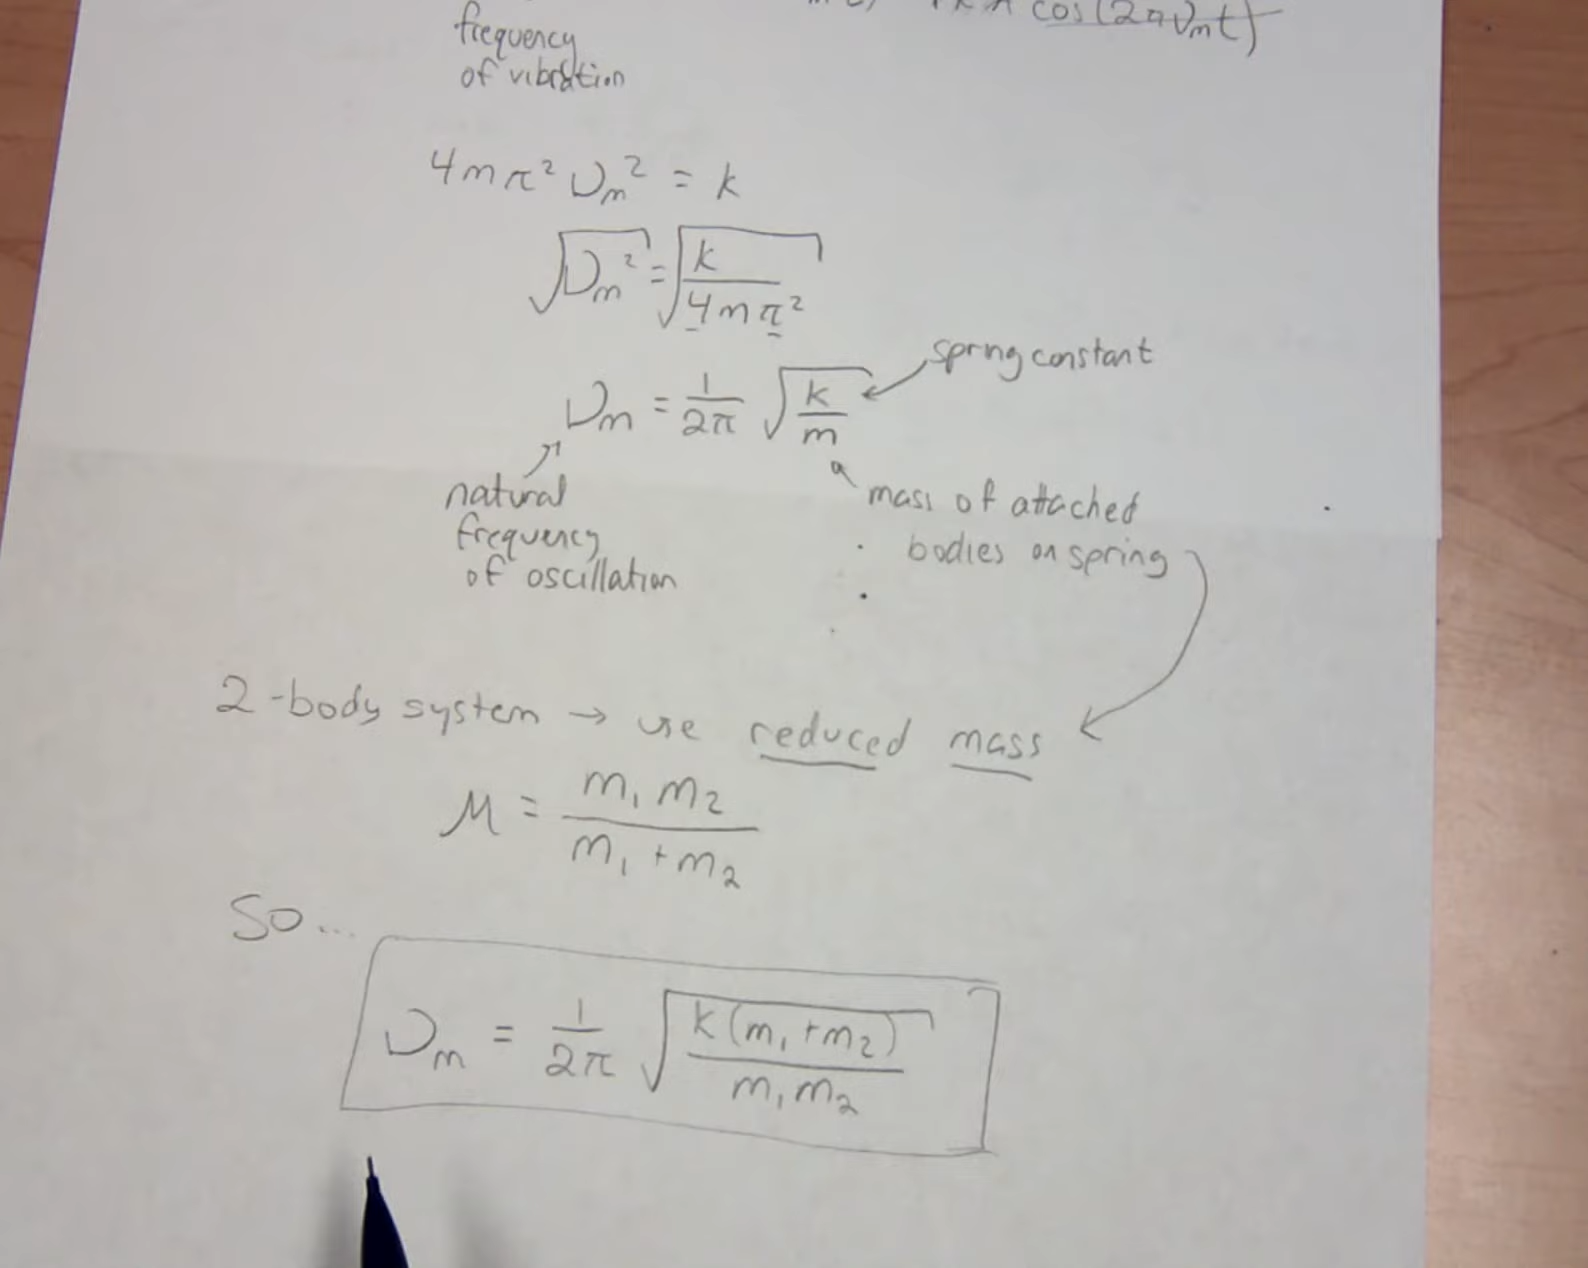 cos(2πνₘt)
frequency
of vibration
4mπ²νₘ² = k
√νₘ² = √k/4mπ²
spring constant
νₘ = 1/2π √k/m
natural
frequency
of oscillation
mass of attached
bodies on spring
2-body system → use reduced mass
μ = m₁m₂/m₁+m₂
So...
νₘ = 1/2π √k(m₁+m₂)/m₁m₂